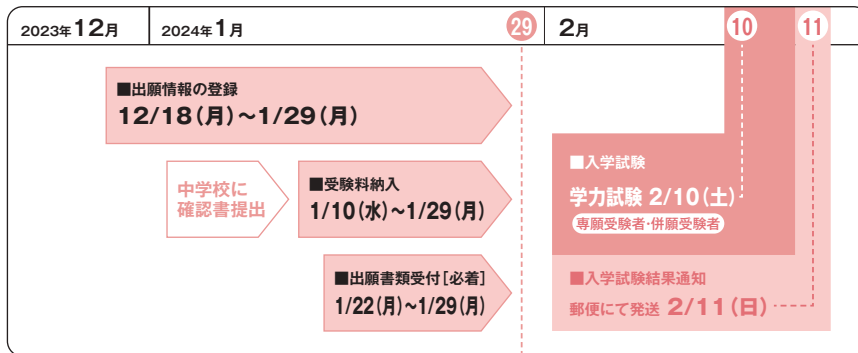 2023年12月
2024年1月
29
2月
10
11
■出願情報の登録
12/18(月)～1/29(月)
中学校に
確認書提出
■受験料納入
1/10(水)～1/29(月)
■出願書類受付[必着]
1/22(月)～1/29(月)
■入学試験
学力試験 2/10(土)
専願受験者・併願受験者
■入学試験結果通知
郵便にて発送 2/11(日)